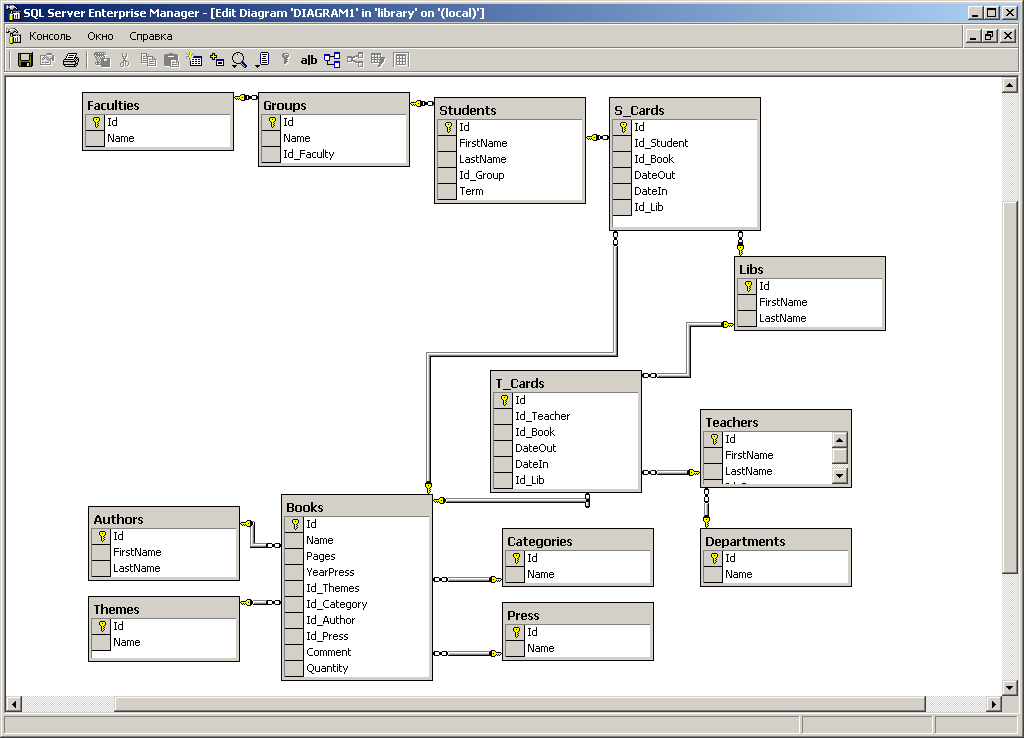 SQL Server Enterprise Manager - [Edit Diagram 'DIAGRAM1' in 'library' on '(local)']
Консоль Окно Справка
ab
Faculties
Id
Name
Groups
Id
Name
Id_Faculty
Students
Id
FirstName
LastName
Id_Group
Term
S_Cards
Id
Id_Student
Id_Book
DateOut
DateIn
Id_Lib
Libs
Id
FirstName
LastName
T_Cards
Id
Id_Teacher
Id_Book
DateOut
DateIn
Id_Lib
Teachers
Id
FirstName
LastName
Books
Id
Name
Pages
YearPress
Id_Themes
Id_Category
Id_Author
Id_Press
Comment
Quantity
Authors
Id
FirstName
LastName
Themes
Id
Name
Categories
Id
Name
Press
Id
Name
Departments
Id
Name